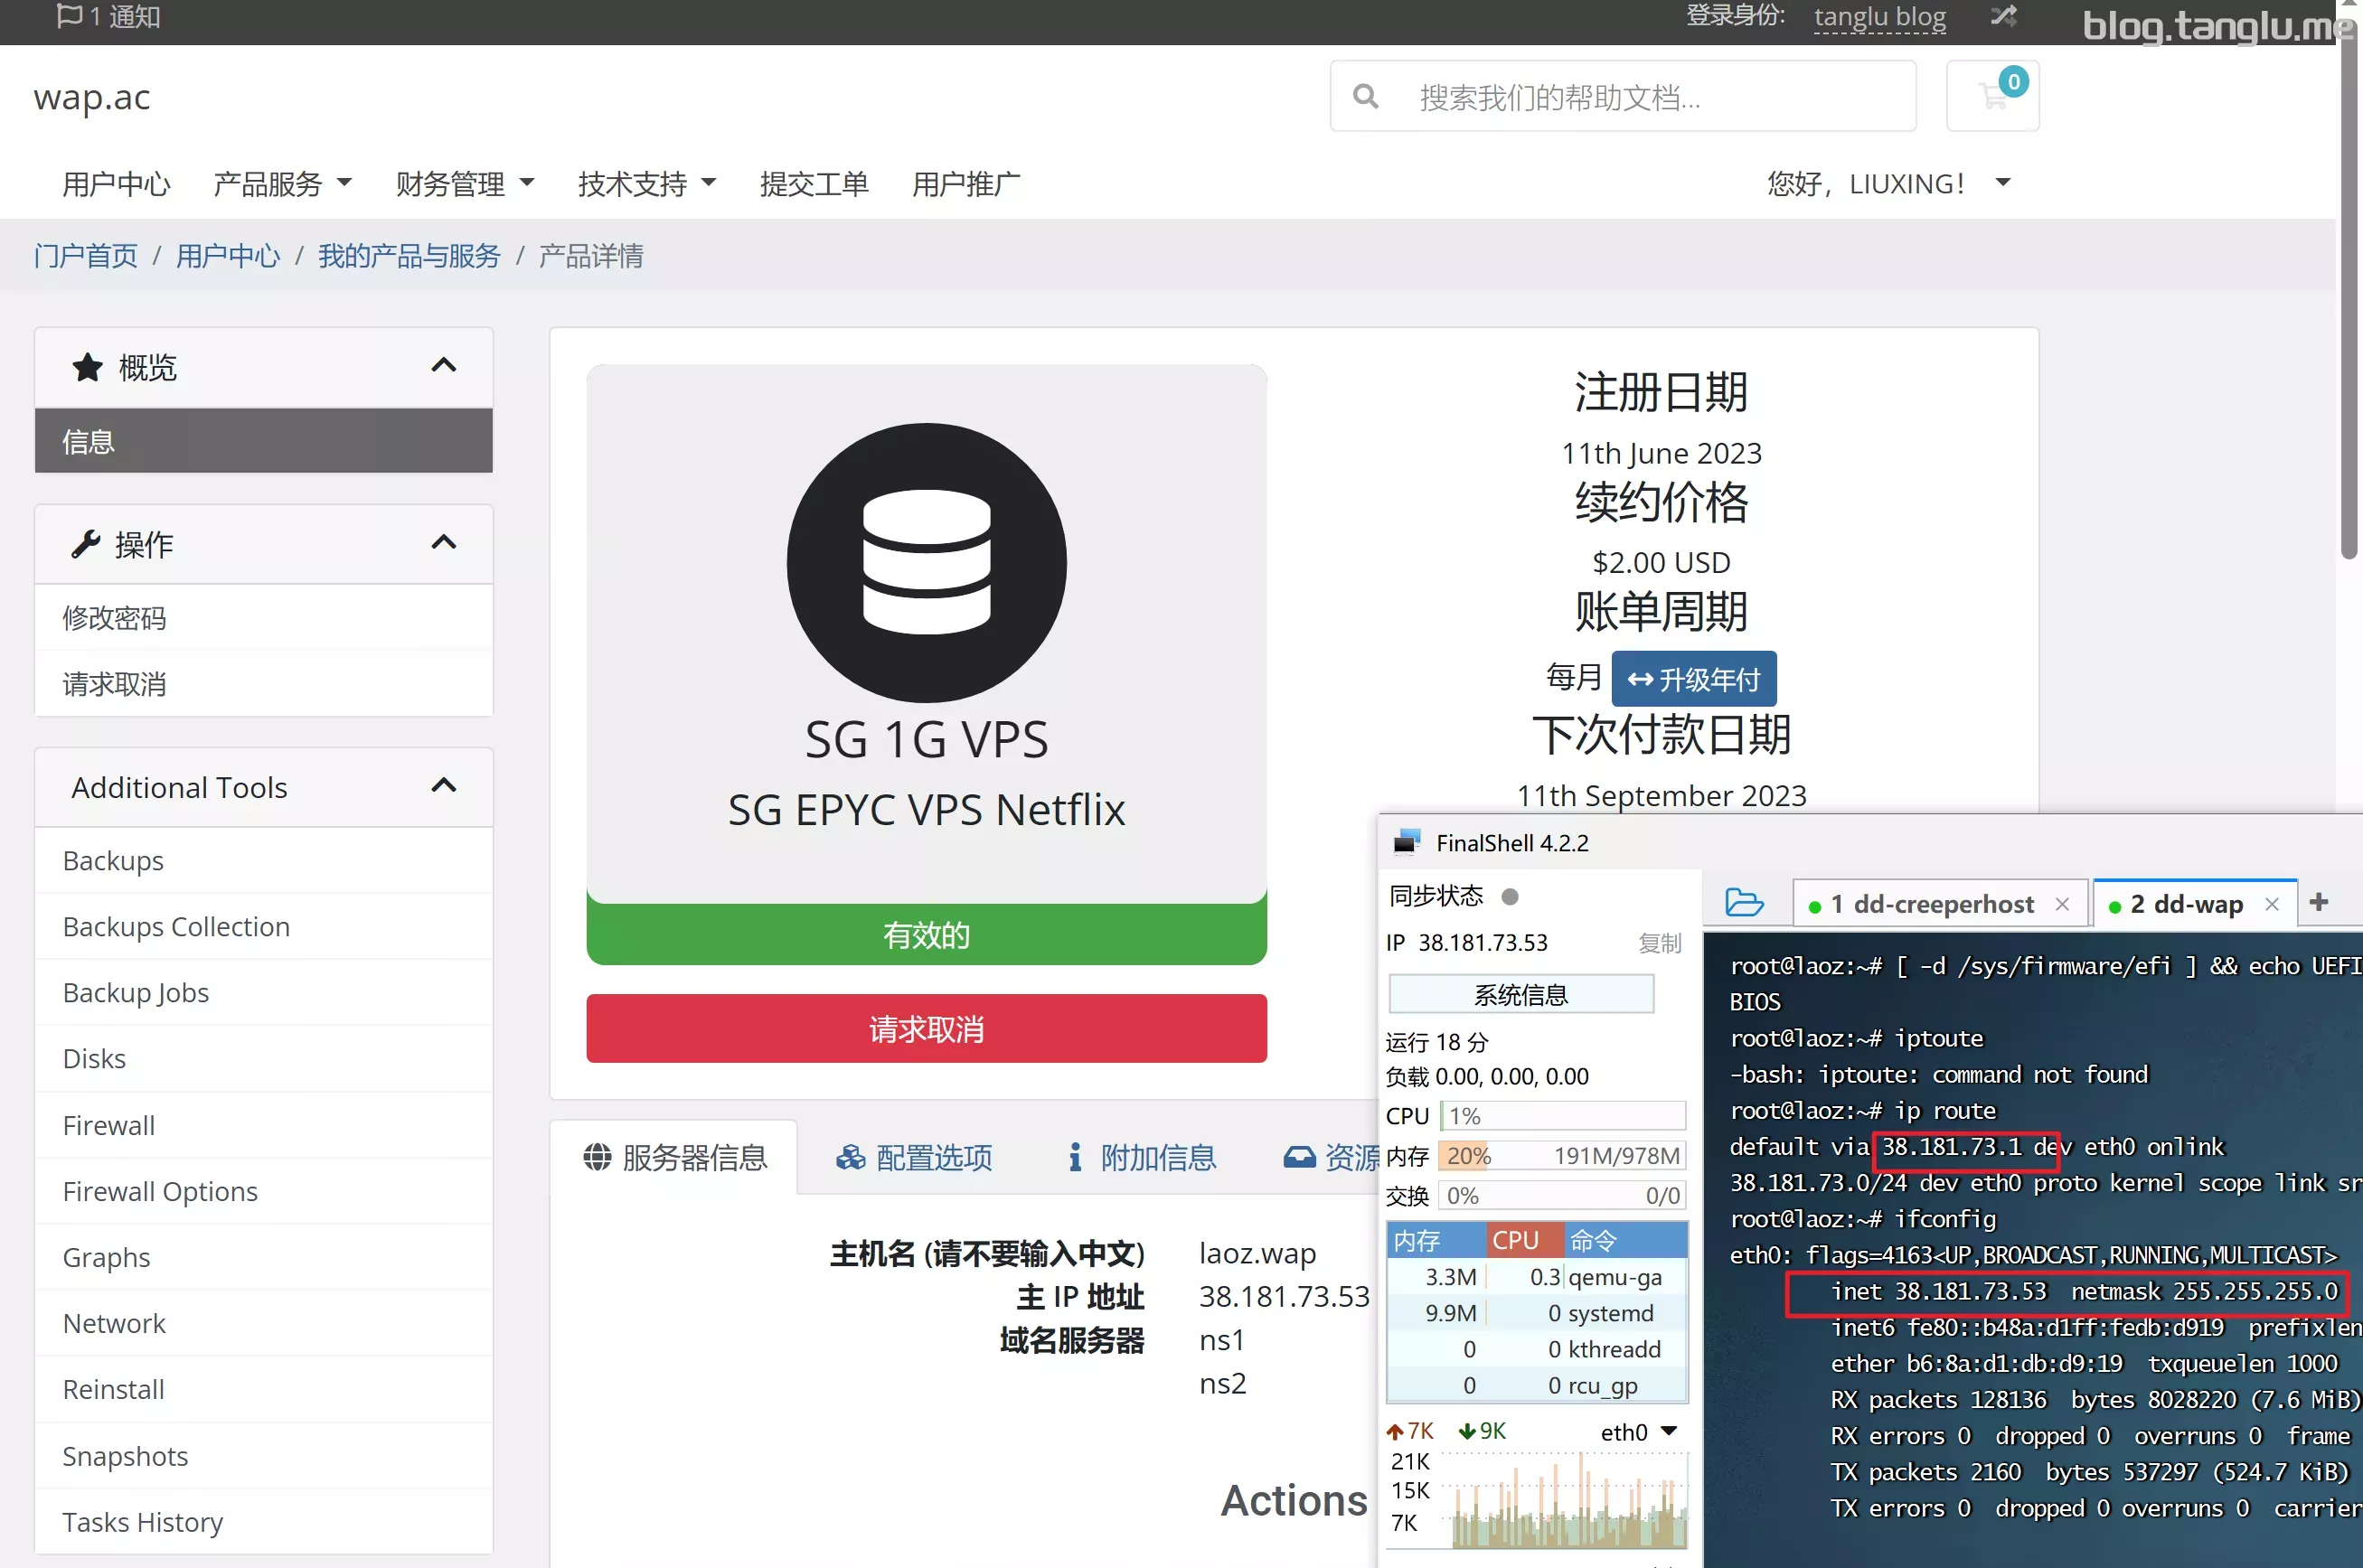 1 通知
登录身份:
tanglu blog
blog.tanglu.me
wap.ac
搜索我们的帮助文档...
0
用户中心
产品服务
财务管理
技术支持
提交工单
用户推广
您好，LIUXING！
门户首页 / 用户中心 / 我的产品与服务 / 产品详情
概览
信息
操作
修改密码
请求取消
Additional Tools
Backups
Backups Collection
Backup Jobs
Disks
Firewall
Firewall Options
Graphs
Network
Reinstall
Snapshots
Tasks History
SG 1G VPS
SG EPYC VPS Netflix
有效的
请求取消
注册日期
11th June 2023
续约价格
$2.00 USD
账单周期
每月 升级年付
下次付款日期
11th September 2023
服务器信息
配置选项
附加信息
资源
主机名 (请不要输入中文) laoz.wap
主 IP 地址 38.181.73.53
域名服务器 ns1
ns2
Actions
FinalShell 4.2.2
同步状态
IP 38.181.73.53 复制
系统信息
运行 18 分
负载 0.00, 0.00, 0.00
CPU 1%
内存 20% 191M/978M
交换 0% 0/0
内存 CPU 命令
3.3M 0.3 qemu-ga
9.9M 0 systemd
0 0 kthreadd
0 0 rcu_gp
7K 9K eth0
21K
15K
7K
1 dd-creeperhost
2 dd-wap
root@laoz:~# [ -d /sys/firmware/efi ] && echo UEFI
BIOS
root@laoz:~# iptoute
-bash: iptoute: command not found
root@laoz:~# ip route
default via 38.181.73.1 dev eth0 onlink
38.181.73.0/24 dev eth0 proto kernel scope link sr
root@laoz:~# ifconfig
eth0: flags=4163<UP,BROADCAST,RUNNING,MULTICAST>
inet 38.181.73.53 netmask 255.255.255.0
inet6 fe80::b48a:d1ff:fedb:d919 prefixlen
ether b6:8a:d1:db:d9:19 txqueuelen 1000
RX packets 128136 bytes 8028220 (7.6 MiB)
RX errors 0 dropped 0 overruns 0 frame
TX packets 2160 bytes 537297 (524.7 KiB)
TX errors 0 dropped 0 overruns 0 carrier